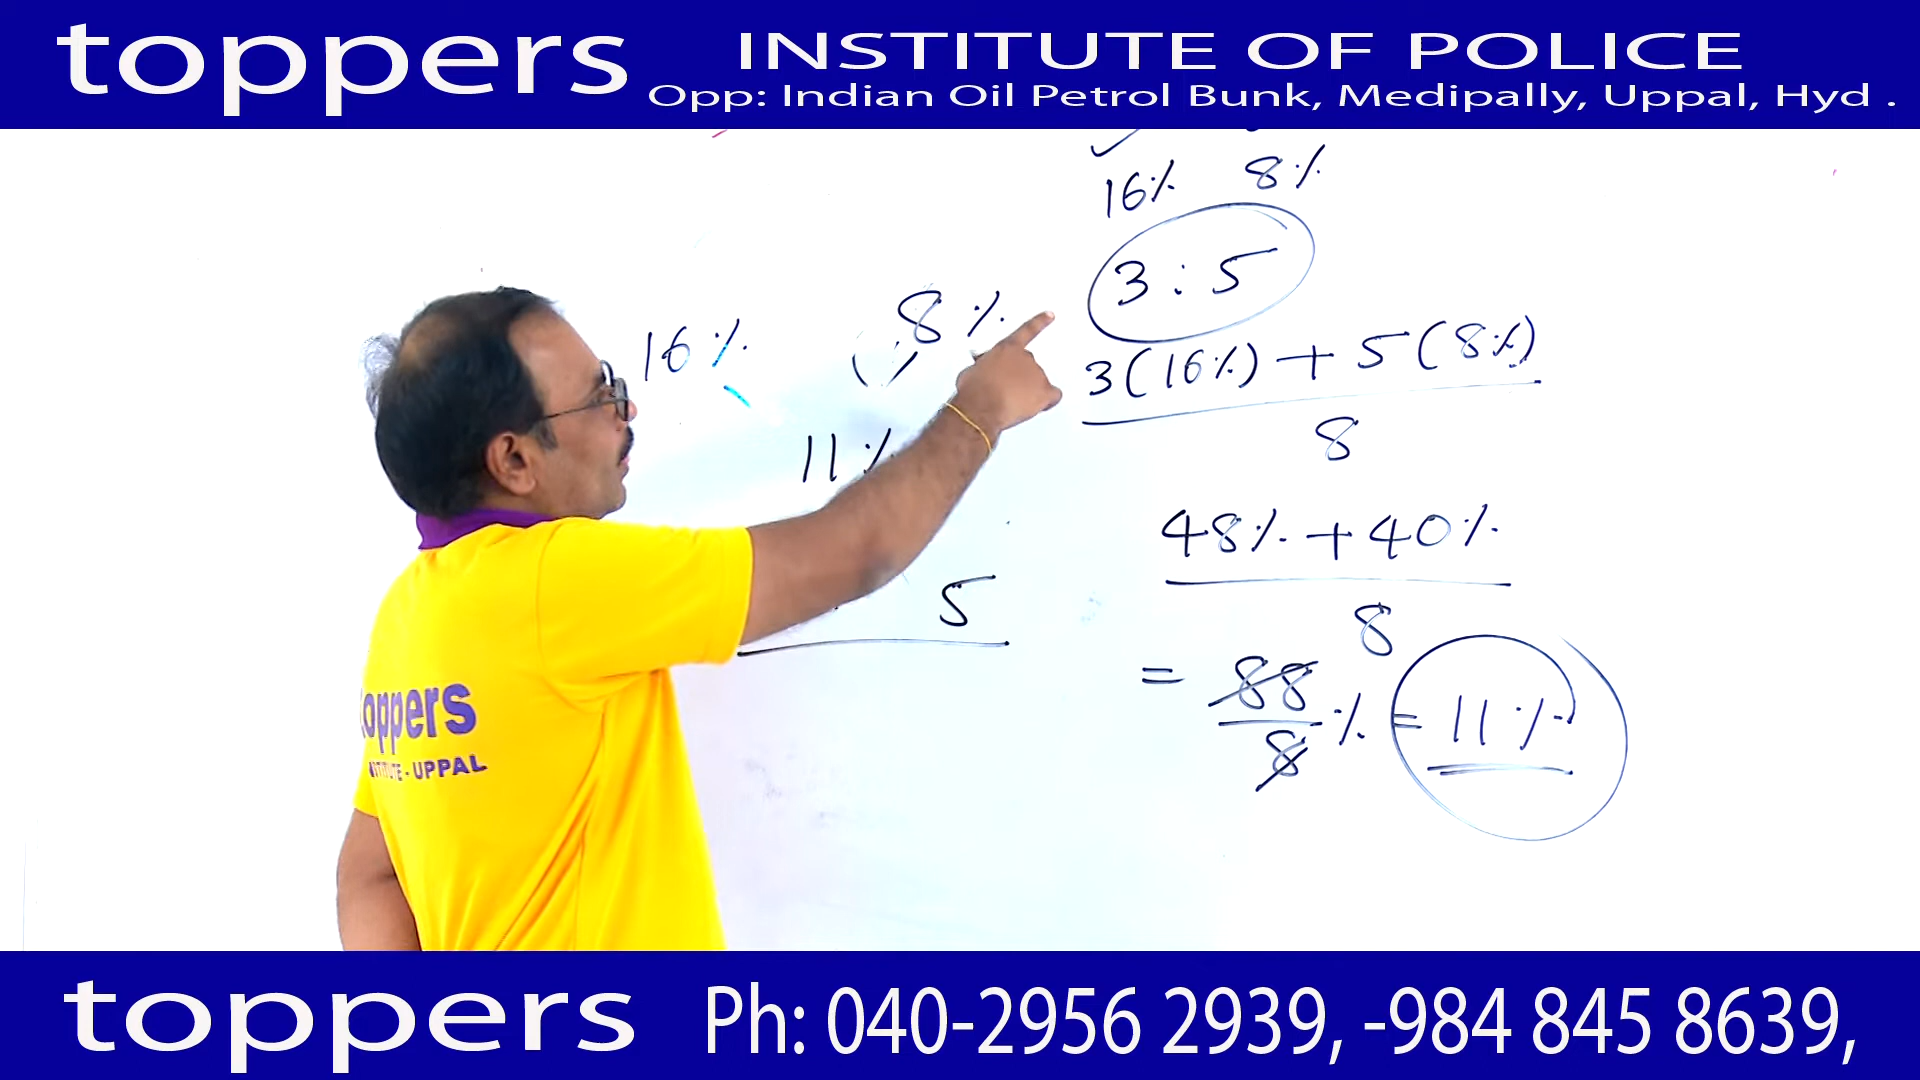 toppers
INSTITUTE OF POLICE
Opp: Indian Oil Petrol Bunk, Medipally, Uppal, Hyd .
16% 8%
3 : 5
3(16%) + 5(8%)
8
48% + 40%
8
= 88/8 % = 11%
16% 8%
11%
5
toppers
INSTITUTE - UPPAL
toppers
Ph: 040-2956 2939, -984 845 8639,